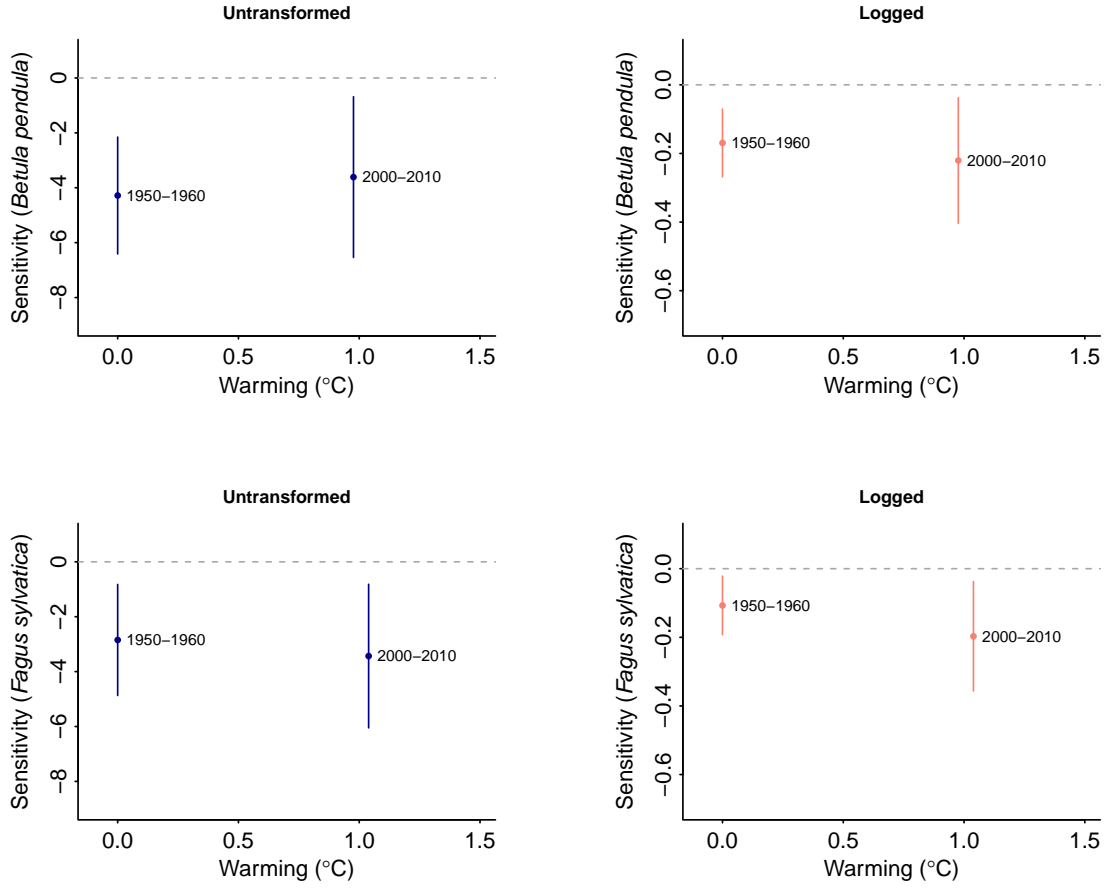 Untransformed
Sensitivity (Betula pendula)
0
−2
−4
−6
−8
1950−1960
2000−2010
0.0 0.5 1.0 1.5
Warming (°C)
Logged
Sensitivity (Betula pendula)
0.0
−0.2
−0.4
−0.6
1950−1960
2000−2010
0.0 0.5 1.0 1.5
Warming (°C)
Untransformed
Sensitivity (Fagus sylvatica)
0
−2
−4
−6
−8
1950−1960
2000−2010
0.0 0.5 1.0 1.5
Warming (°C)
Logged
Sensitivity (Fagus sylvatica)
0.0
−0.2
−0.4
−0.6
1950−1960
2000−2010
0.0 0.5 1.0 1.5
Warming (°C)